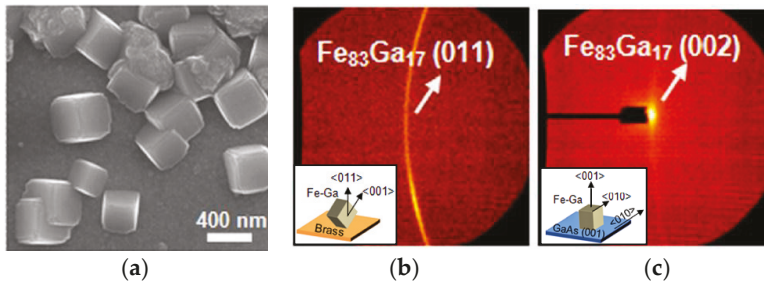 400 nm
(a)
Fe83Ga17 (011)
<011>
Fe-Ga
<001>
Brass
(b)
Fe83Ga17 (002)
<001>
Fe-Ga
<010>
<010>
GaAs (001)
(c)